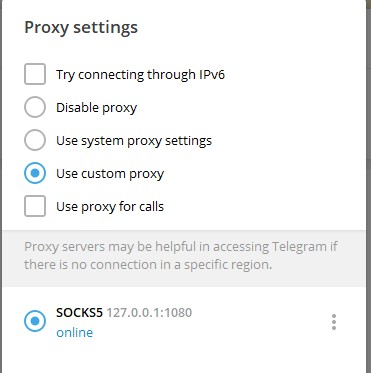 Proxy settings
Try connecting through IPv6
Disable proxy
Use system proxy settings
Use custom proxy
Use proxy for calls
Proxy servers may be helpful in accessing Telegram if
there is no connection in a specific region.
SOCKS5 127.0.0.1:1080
online